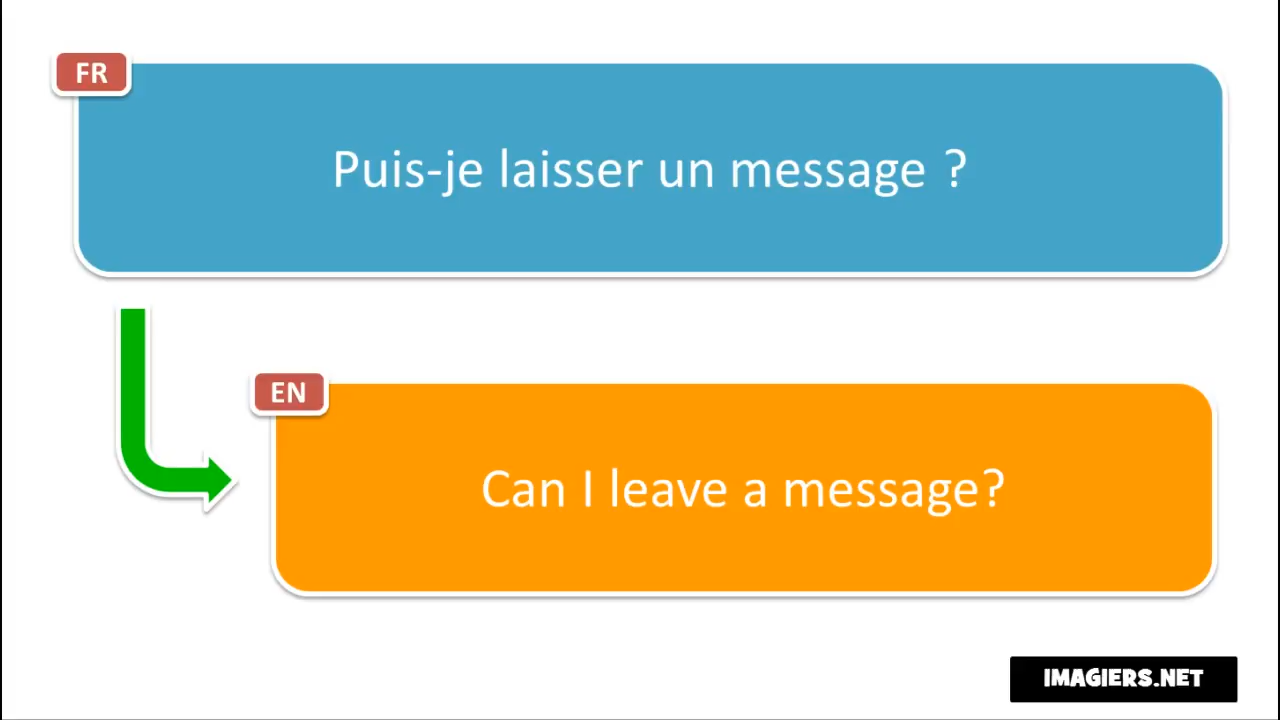 FR
Puis-je laisser un message ?
EN
Can I leave a message?
IMAGIERS.NET